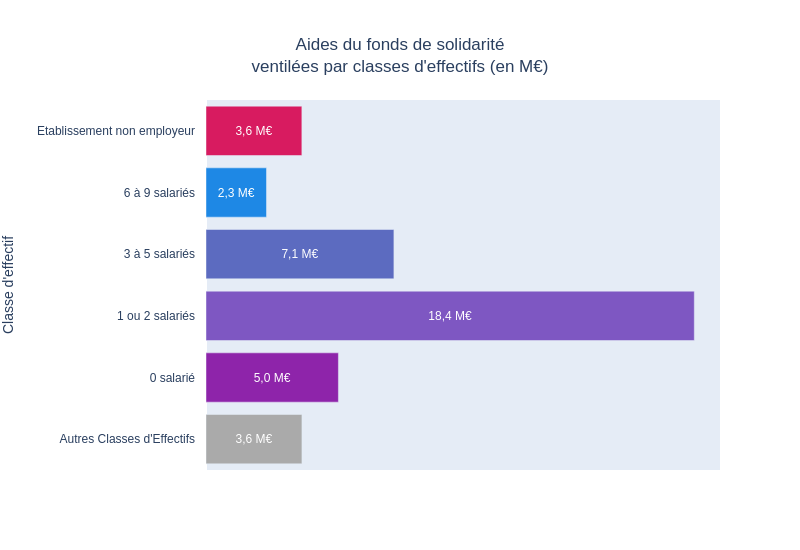 Aides du fonds de solidarité
ventilées par classes d'effectifs (en M€)
Classe d'effectif
Etablissement non employeur
3,6 M€
6 à 9 salariés
2,3 M€
3 à 5 salariés
7,1 M€
1 ou 2 salariés
18,4 M€
0 salarié
5,0 M€
Autres Classes d'Effectifs
3,6 M€